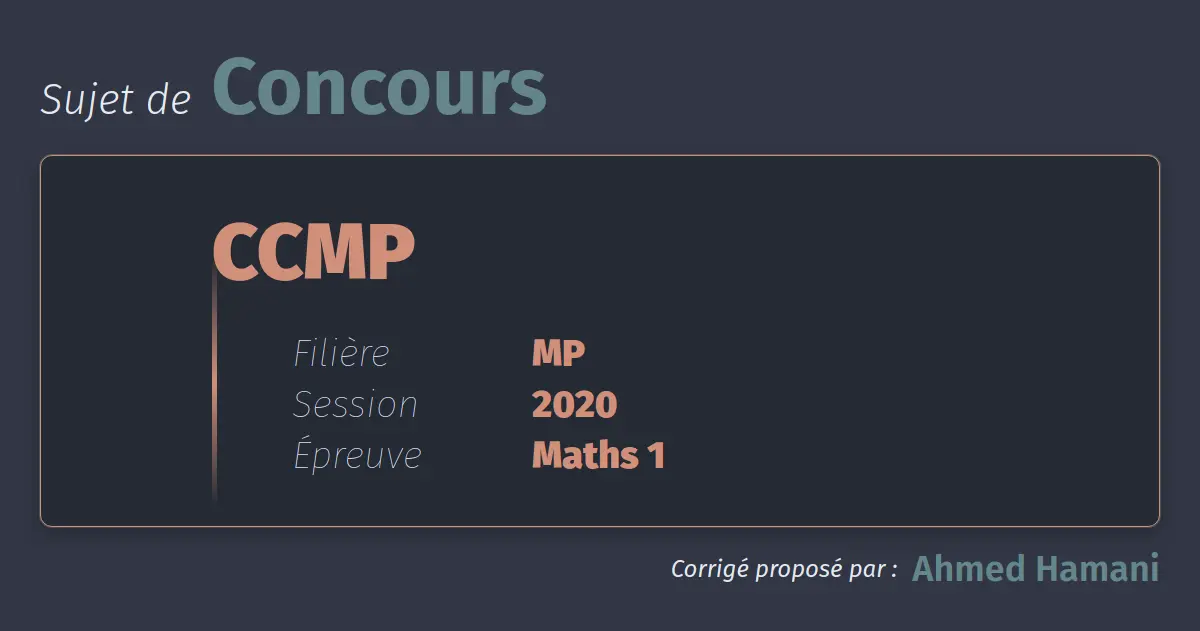 Sujet de Concours
CCMP
Filière MP
Session 2020
Épreuve Maths 1
Corrigé proposé par : Ahmed Hamani